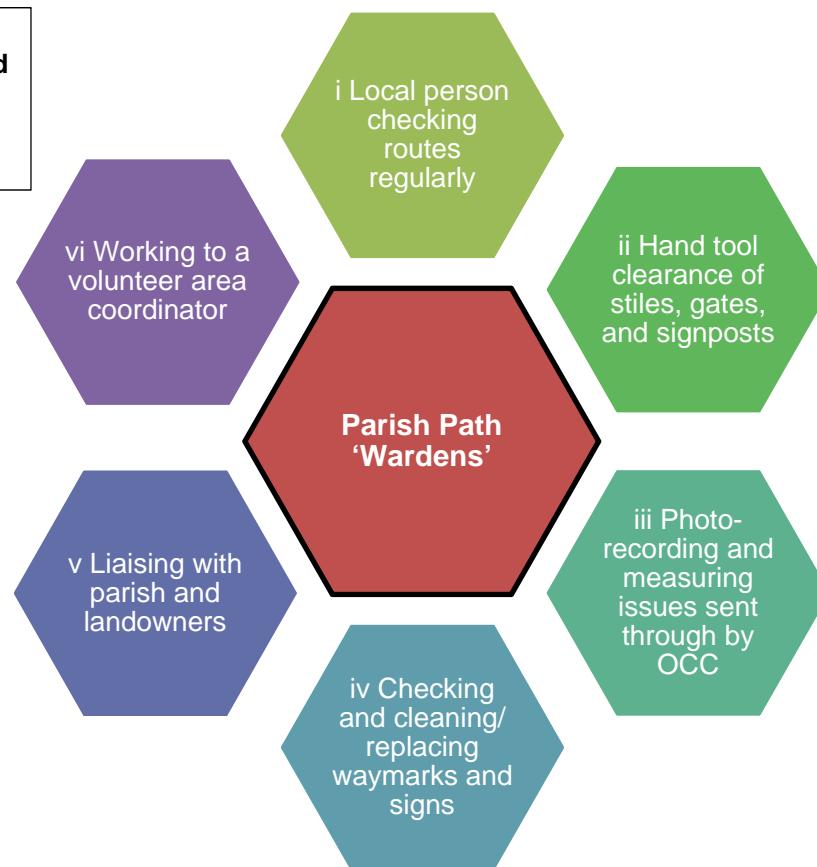 d
i Local person
checking
routes
regularly
ii Hand tool
clearance of
stiles, gates,
and signposts
iii Photo-
recording and
measuring
issues sent
through by
OCC
iv Checking
and cleaning/
replacing
waymarks and
signs
v Liaising with
parish and
landowners
vi Working to a
volunteer area
coordinator
Parish Path
‘Wardens’